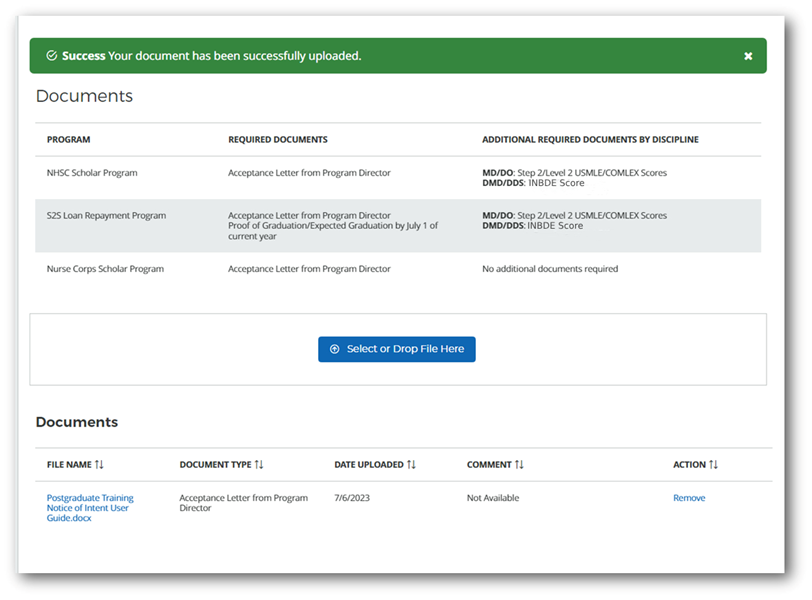 Success Your document has been successfully uploaded.
Documents
PROGRAM REQUIRED DOCUMENTS ADDITIONAL REQUIRED DOCUMENTS BY DISCIPLINE
NHSC Scholar Program Acceptance Letter from Program Director MD/DO: Step 2/Level 2 USMLE/COMLEX Scores
DMD/DDS: INBDE Score
S2S Loan Repayment Program Acceptance Letter from Program Director MD/DO: Step 2/Level 2 USMLE/COMLEX Scores
Proof of Graduation/Expected Graduation by July 1 of DMD/DDS: INBDE Score
current year
Nurse Corps Scholar Program Acceptance Letter from Program Director No additional documents required
Select or Drop File Here
Documents
FILE NAME DOCUMENT TYPE DATE UPLOADED COMMENT ACTION
Postgraduate Training Acceptance Letter from Program 7/6/2023 Not Available Remove
Notice of Intent User Director
Guide.docx